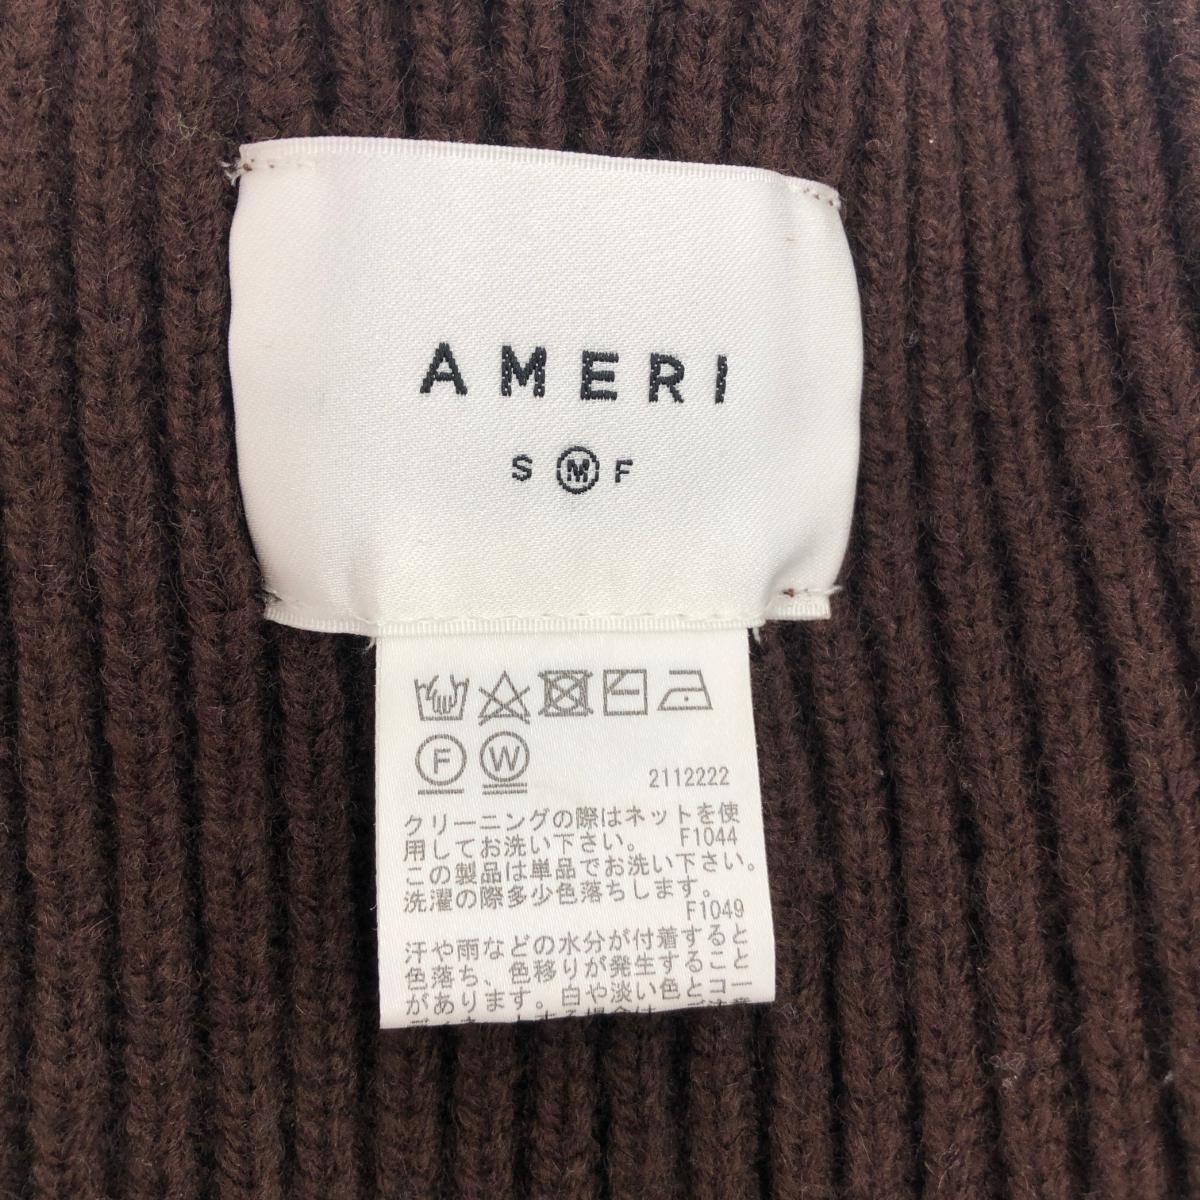 AMERI
S M F
F W
2112222
クリーニングの際はネットを使
用してお洗い下さい。 F1044
この製品は単品でお洗い下さい。
洗濯の際多少色落ちします。
F1049
汗や雨などの水分が付着すると
色落ち、色移りが発生すること
があります。白や淡い色とコー